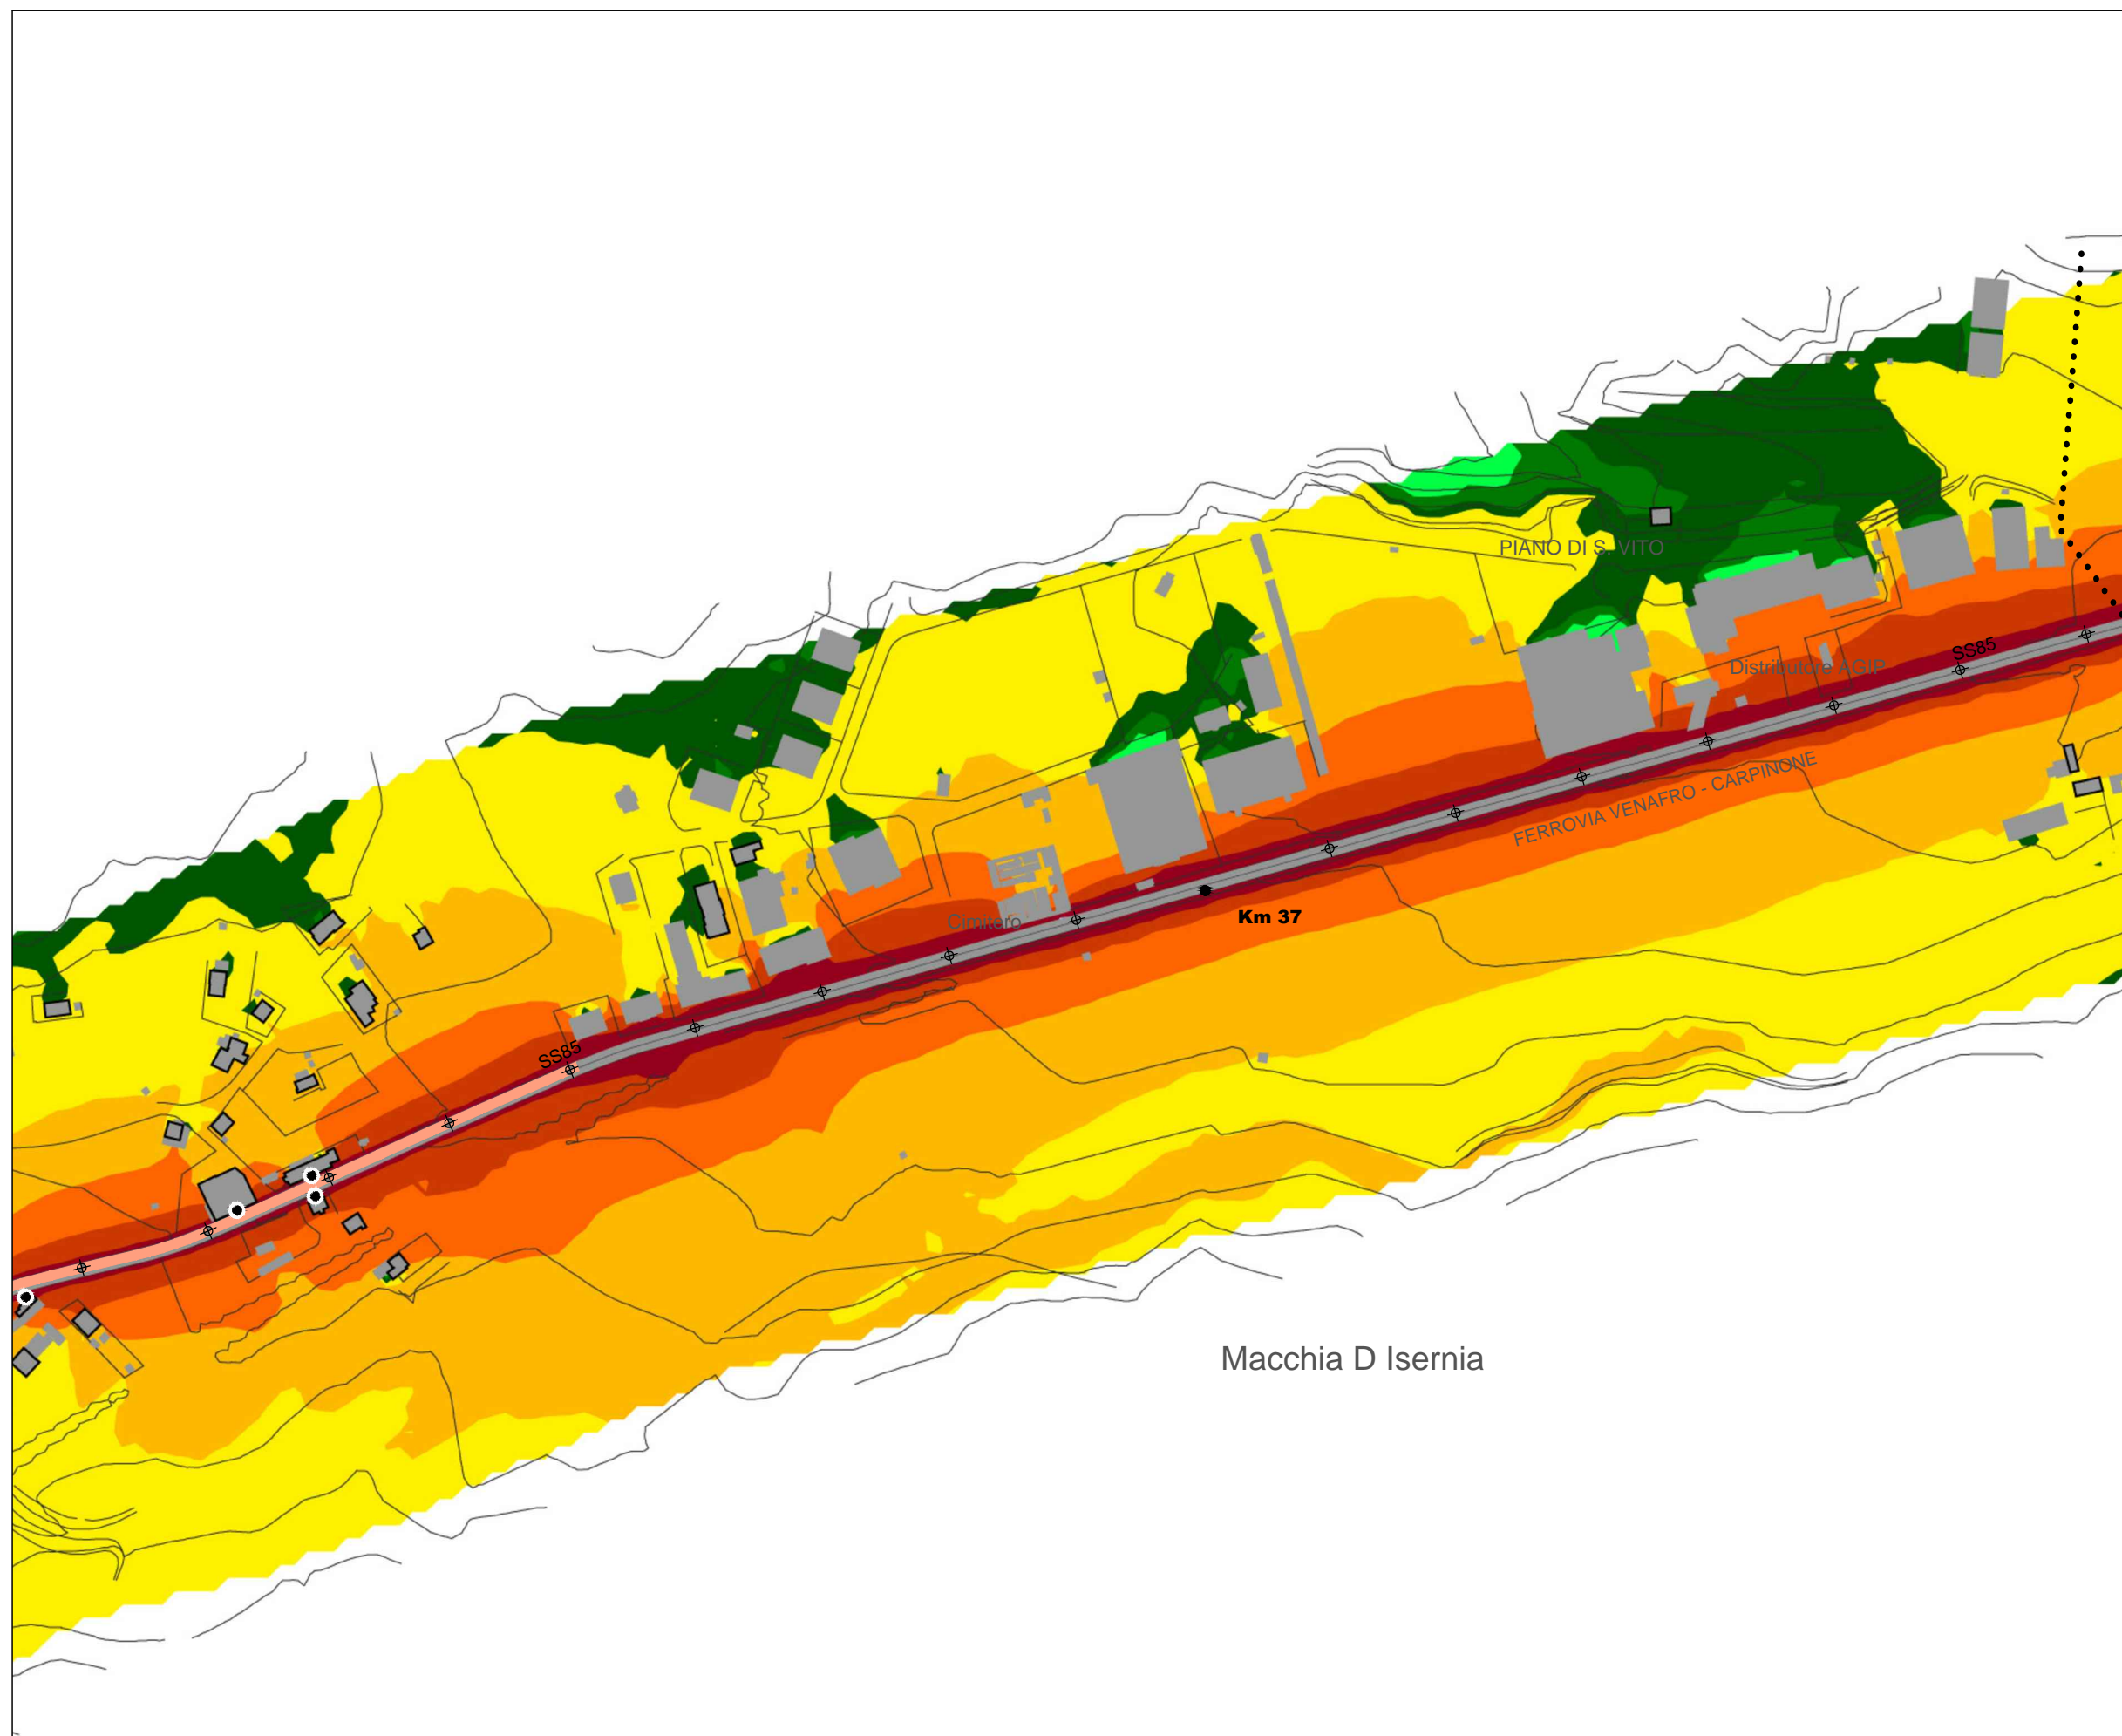 PIANO DI S. VITO
SS85
Distributore AGIP
FERROVIA VENAFRO - CARPINONE
Km 37
Cimitero
SS85
Macchia D Isernia